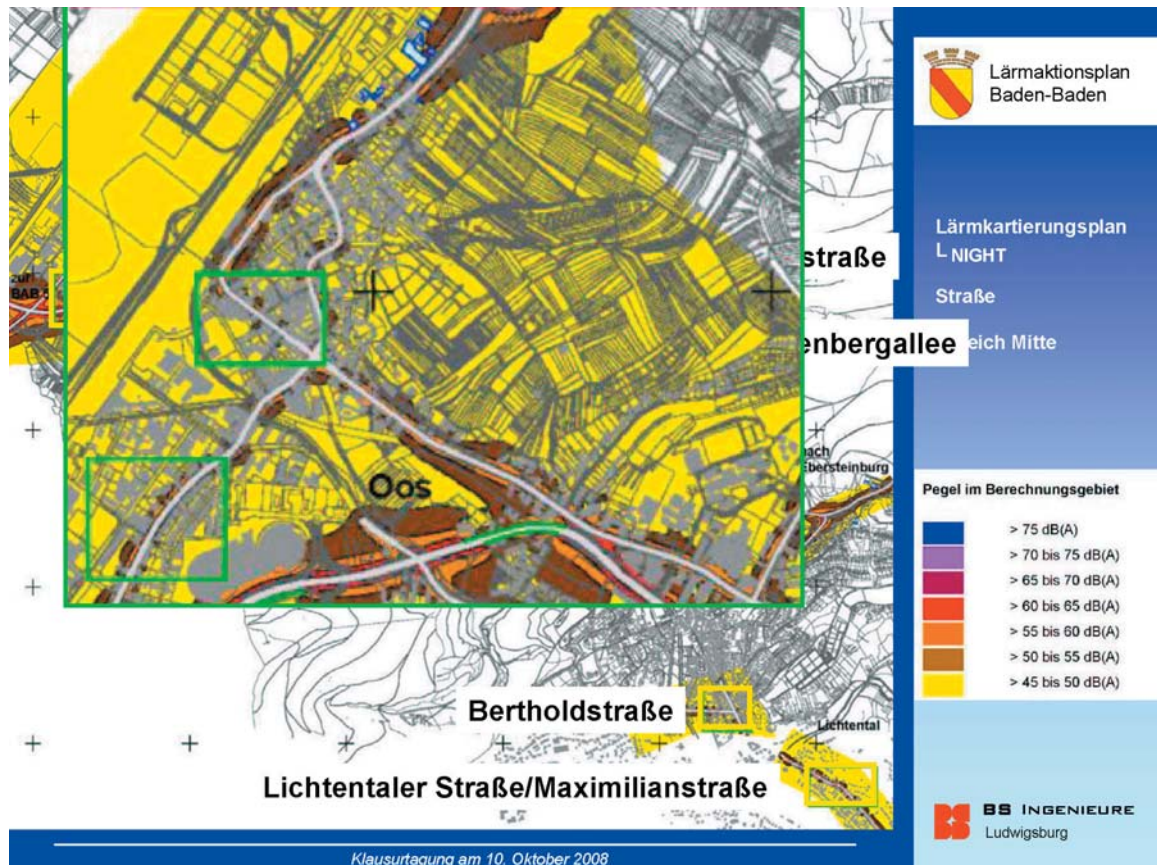 Lärmaktionsplan
Baden-Baden
Lärmkartierungsplan
L NIGHT
Straße
eich Mitte
zur
BAB 5
straße
enbergallee
nach
Ebersteinburg
Oos
Pegel im Berechnungsgebiet
> 75 dB(A)
> 70 bis 75 dB(A)
> 65 bis 70 dB(A)
> 60 bis 65 dB(A)
> 55 bis 60 dB(A)
> 50 bis 55 dB(A)
> 45 bis 50 dB(A)
Bertholdstraße
Lichtental
Lichtentaler Straße/Maximilianstraße
BS INGENIEURE
Ludwigsburg
Klausurtagung am 10. Oktober 2008